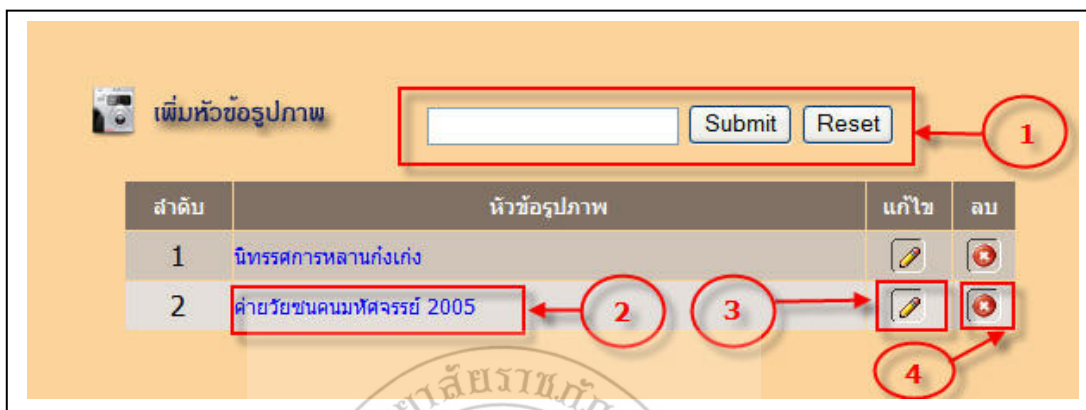 เพิ่มหัวข้อรูปภาพ Submit Reset 1
ลำดับ หัวข้อรูปภาพ แก้ไข ลบ
1 นิทรรศการหลานก๋งเก่ง
2 ค่ายวัยชนคนมหัศจรรย์ 2005 2 3
4